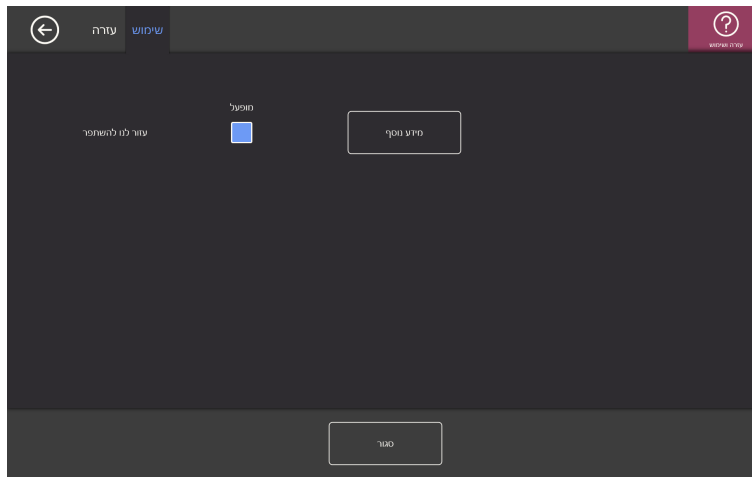 עזרה
שימוש
עזרה ושימוש
מופעל
עזור לנו להשתפר
מידע נוסף
סגור